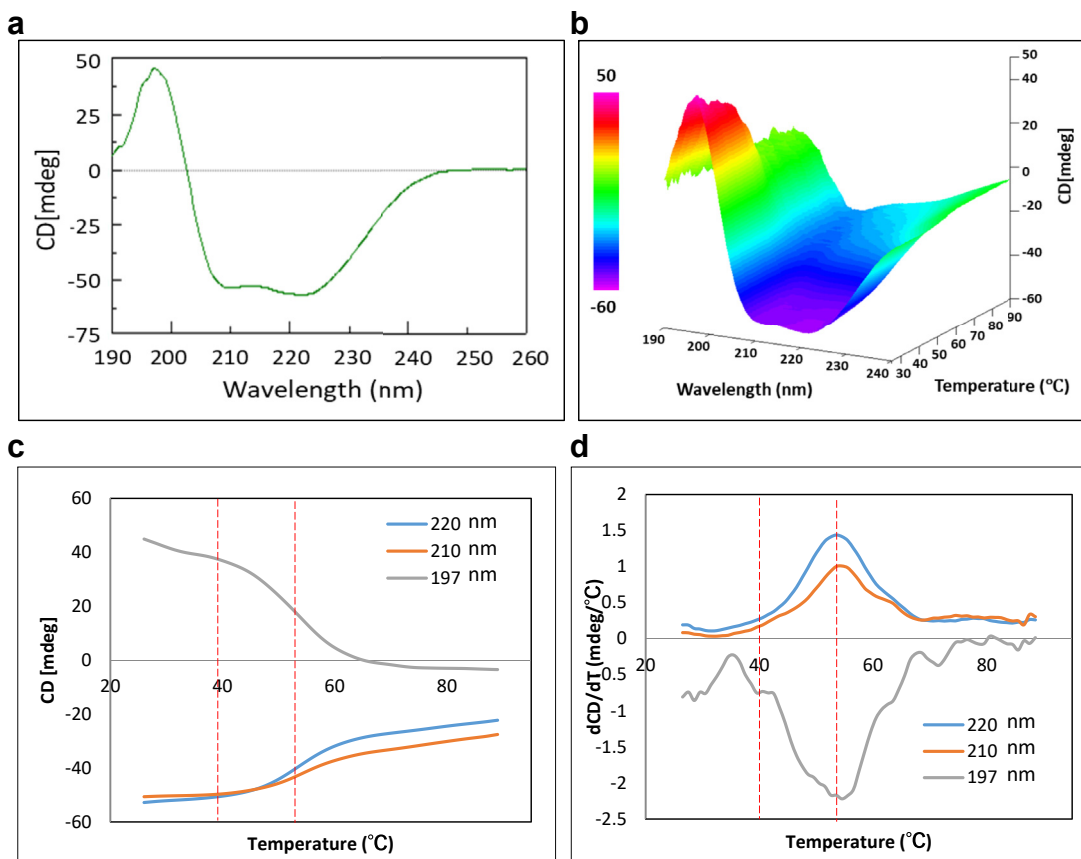 a
50
25
0
-25
-50
-75
CD[mdeg]
190 200 210 220 230 240 250 260
Wavelength (nm)
b
50
-60
50
40
20
0
-20
-40
-60
CD[mdeg]
190 200 210 220 230 240
30 40 50 60 70 80 90
Wavelength (nm)
Temperature (°C)
c
60
40
20
0
-20
-40
-60
CD [mdeg]
20 40 60 80
220 nm
210 nm
197 nm
Temperature (℃)
d
2
1.5
1
0.5
0
-0.5
-1
-1.5
-2
-2.5
dCD/dT (mdeg/℃)
20 40 60 80
220 nm
210 nm
197 nm
Temperature (℃)